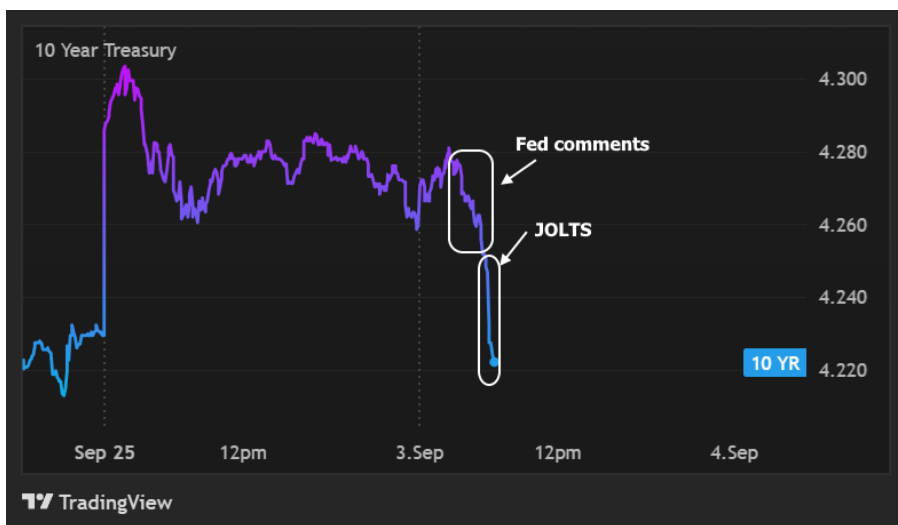 10 Year Treasury
4.300
Fed comments
4.280
JOLTS
4.260
4.240
10 YR
4.220
Sep 25
12pm
3.Sep
12pm
4.Sep
TradingView